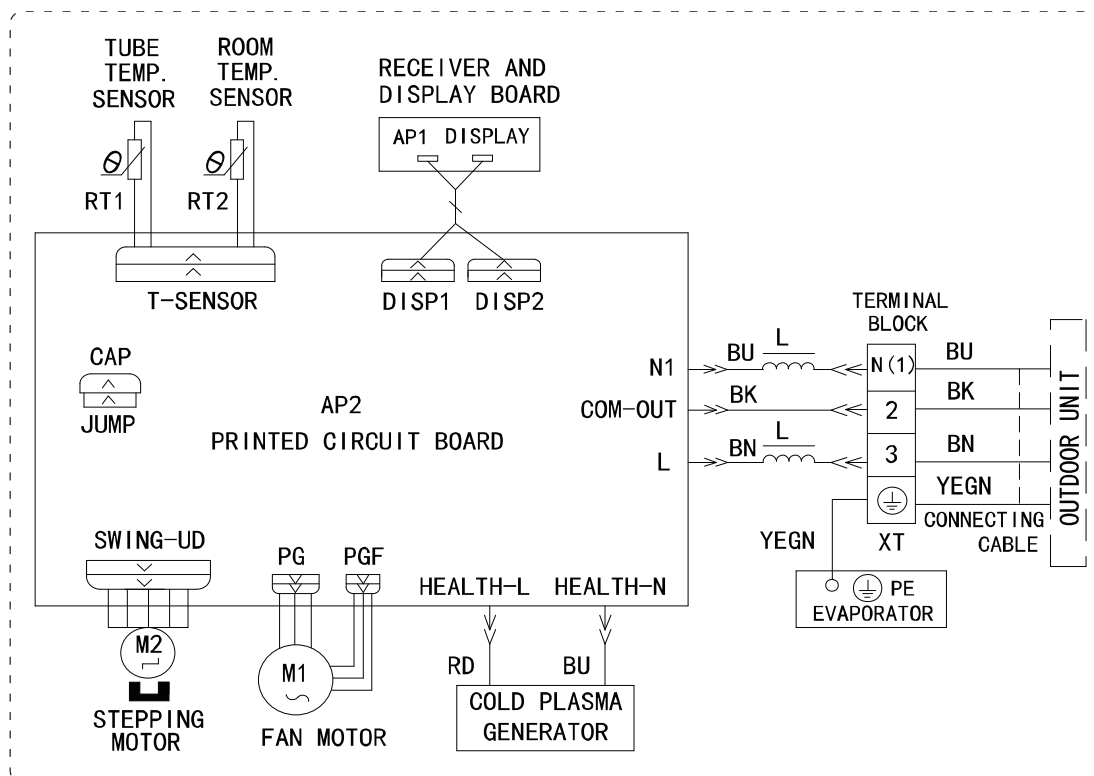 TUBE
TEMP.
SENSOR
ROOM
TEMP.
SENSOR
RECEIVER AND
DISPLAY BOARD
AP1 DISPLAY
θ
RT1
θ
RT2
T-SENSOR
DISP1
DISP2
CAP
JUMP
AP2
PRINTED CIRCUIT BOARD
N1
COM-OUT
L
BU
L
BK
BN
L
TERMINAL
BLOCK
N(1)
2
3
XT
BU
BK
BN
YEGN
CONNECTING
CABLE
OUTDOOR UNIT
YEGN
PE
EVAPORATOR
SWING-UD
M2
STEPPING
MOTOR
PG
PGF
M1
FAN MOTOR
HEALTH-L
HEALTH-N
RD
BU
COLD PLASMA
GENERATOR